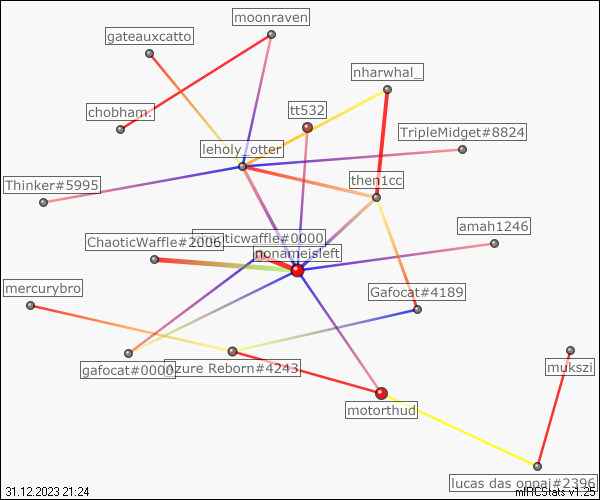 moonraven
gateauxcatto
nharwhal_
chobham.
tt532
TripleMidget#8824
leholy_otter
then1cc
Thinker#5995
amah1246
ChaoticWaffle#2006
chaoticwaffle#0000
nonameisleft
mercurybro
Gafocat#4189
gafocat#0000
Azure Reborn#4243
mukszi
motorthud
lucas das oppai#2396
31.12.2023 21:24
mIRCStats v1.25